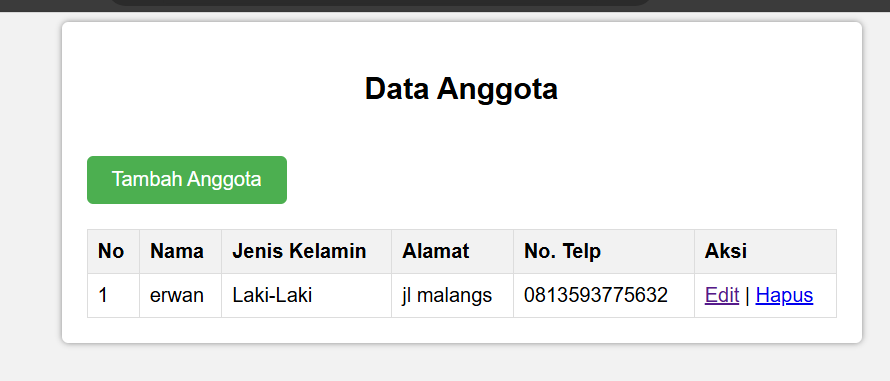 Data Anggota
Tambah Anggota
No Nama Jenis Kelamin Alamat No. Telp Aksi
1 erwan Laki-Laki jl malangs 0813593775632 Edit | Hapus